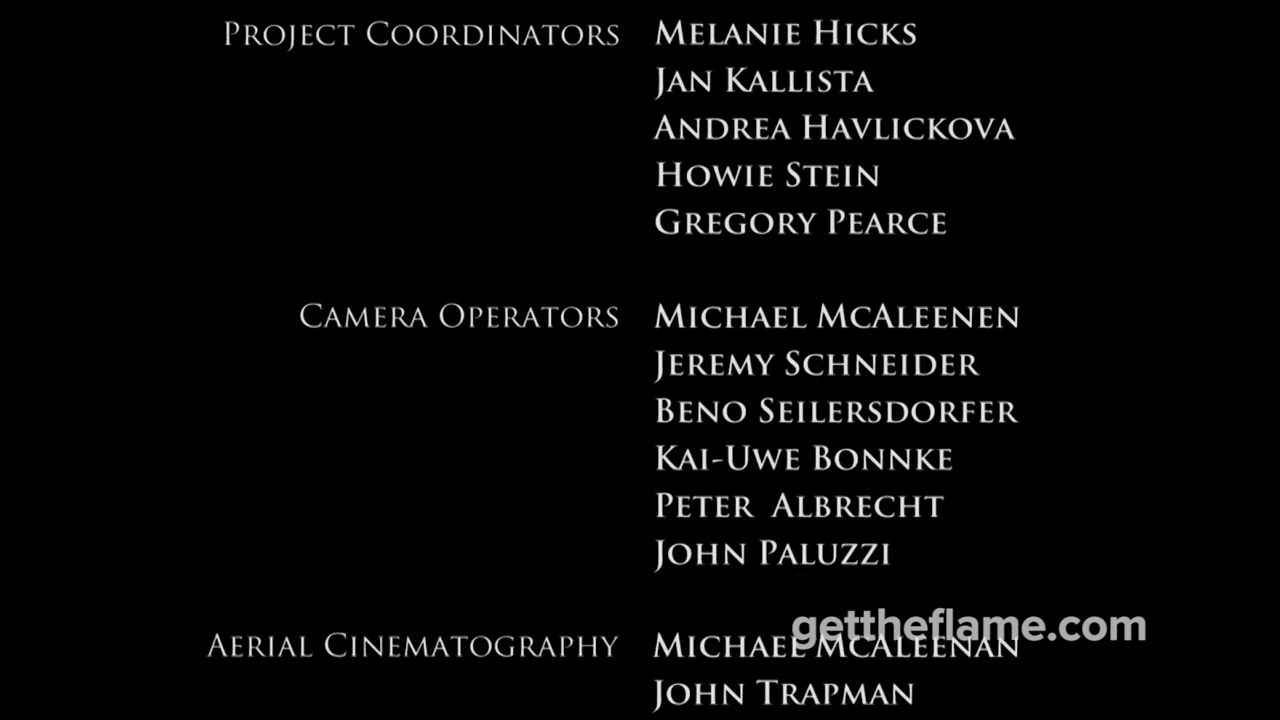 PROJECT COORDINATORS MELANIE HICKS
JAN KALLISTA
ANDREA HAVLICKOVA
HOWIE STEIN
GREGORY PEARCE
CAMERA OPERATORS MICHAEL MCALEENEN
JEREMY SCHNEIDER
BENO SEILERSDORFER
KAI-UWE BONNKE
PETER ALBRECHT
JOHN PALUZZI
gettheflame.com
AERIAL CINEMATOGRAPHY MICHAEL MCALEENAN
JOHN TRAPMAN